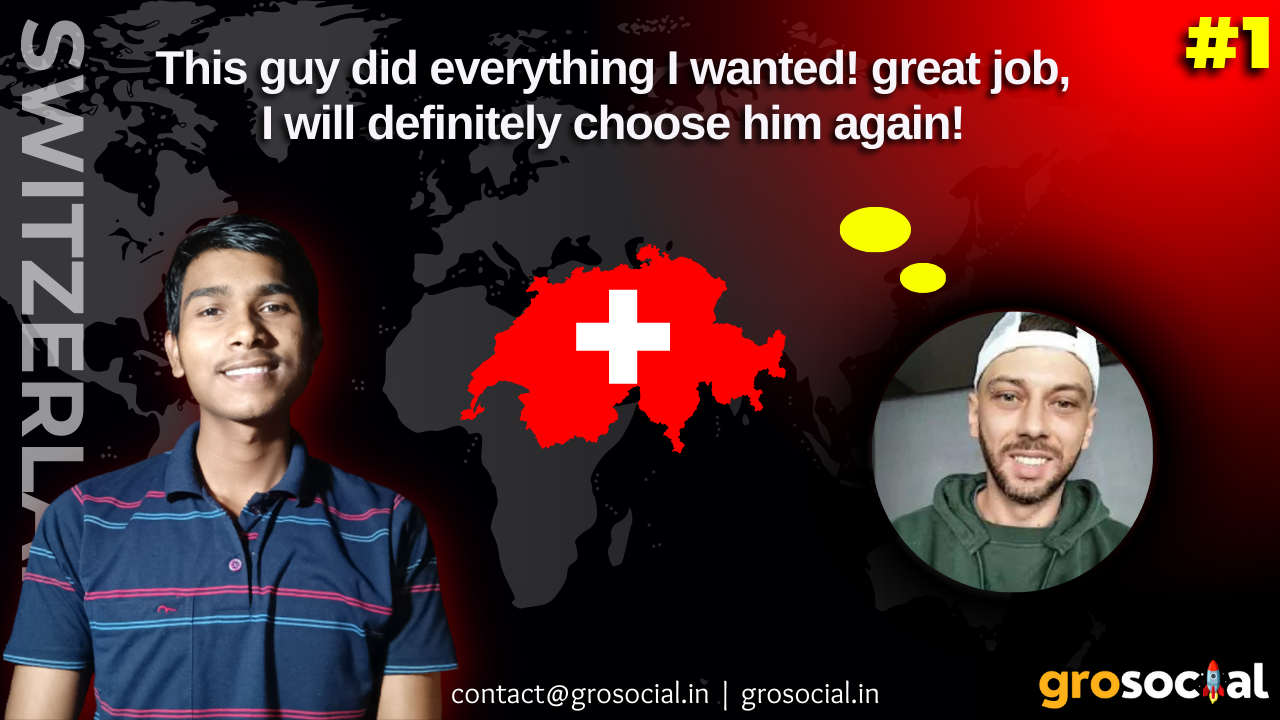 #1
This guy did everything I wanted! great job,
I will definitely choose him again!
SWITZERLA
contact@grosocial.in | grosocial.in
grosocial